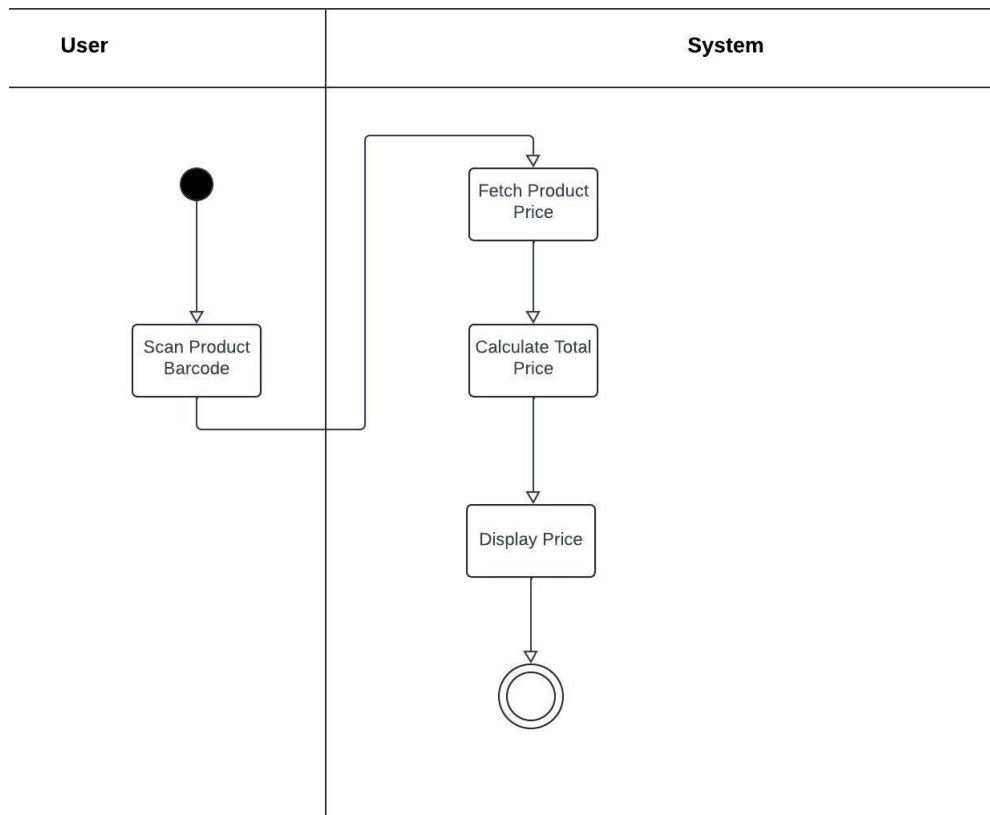 User
System
Fetch Product
Price
Scan Product
Barcode
Calculate Total
Price
Display Price